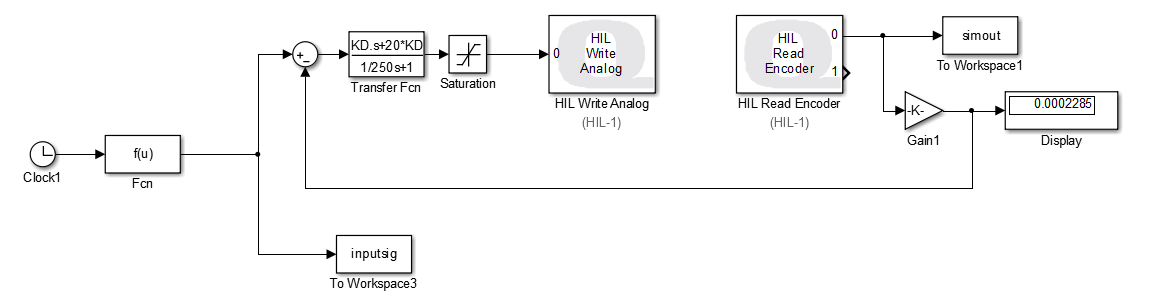 HIL
Write
Analog
0
HIL Write Analog
(HIL-1)
HIL
Read
Encoder
0
1
HIL Read Encoder
(HIL-1)
simout
To Workspace1
KD.s+20*KD
1/250s+1
Transfer Fcn
Saturation
-K-
Gain1
0.0002285
Display
Clock1
f(u)
Fcn
inputsig
To Workspace3
+
−